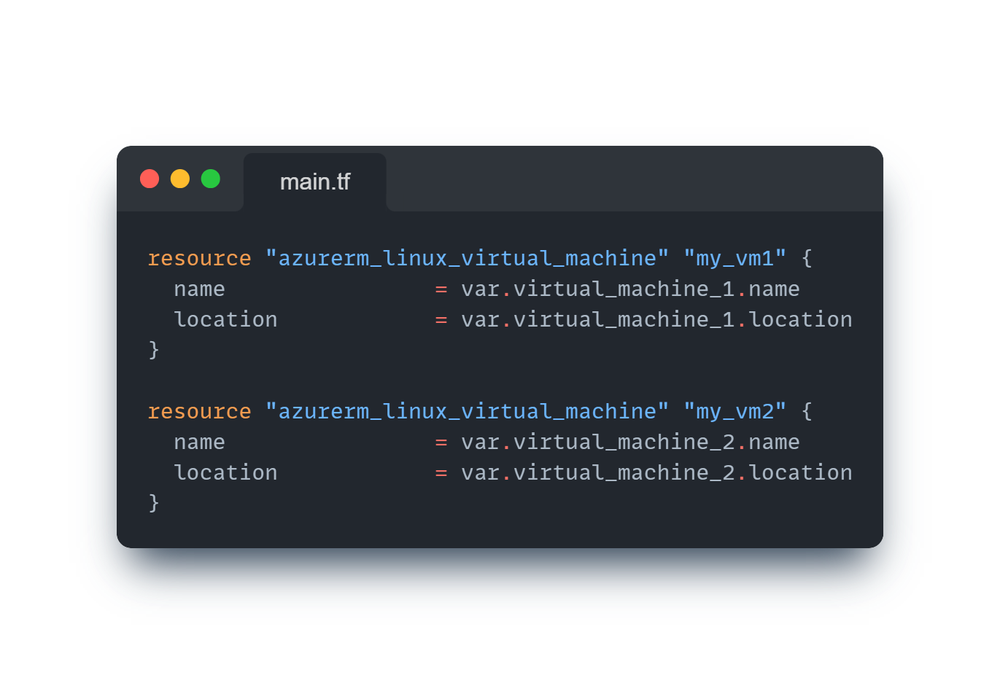 main.tf
resource "azurerm_linux_virtual_machine" "my_vm1" {
  name                = var.virtual_machine_1.name
  location            = var.virtual_machine_1.location
}
resource "azurerm_linux_virtual_machine" "my_vm2" {
  name                = var.virtual_machine_2.name
  location            = var.virtual_machine_2.location
}